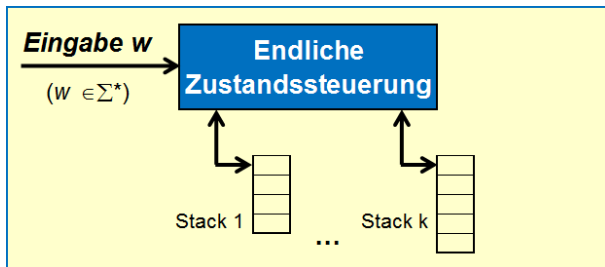 Eingabe w
(w ∈Σ*)
Endliche
Zustandssteuerung
Stack 1
...
Stack k